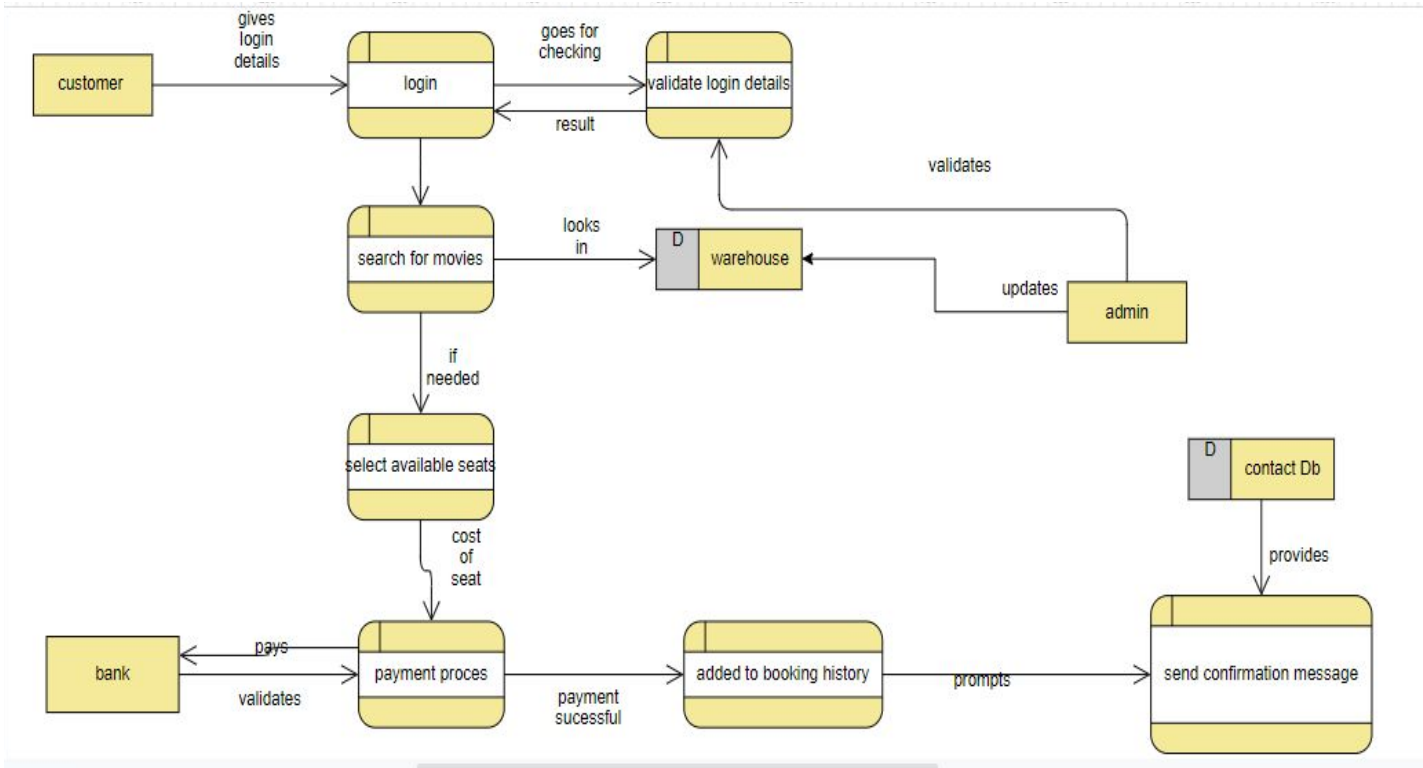 gives
login
details
goes for
checking
customer
login
validate login details
result
validates
looks
in
D
search for movies
warehouse
updates
admin
if
needed
D
select available seats
contact Db
cost
of
seat
provides
pays
bank
payment proces
added to booking history
prompts
send confirmation message
validates
payment
sucessful